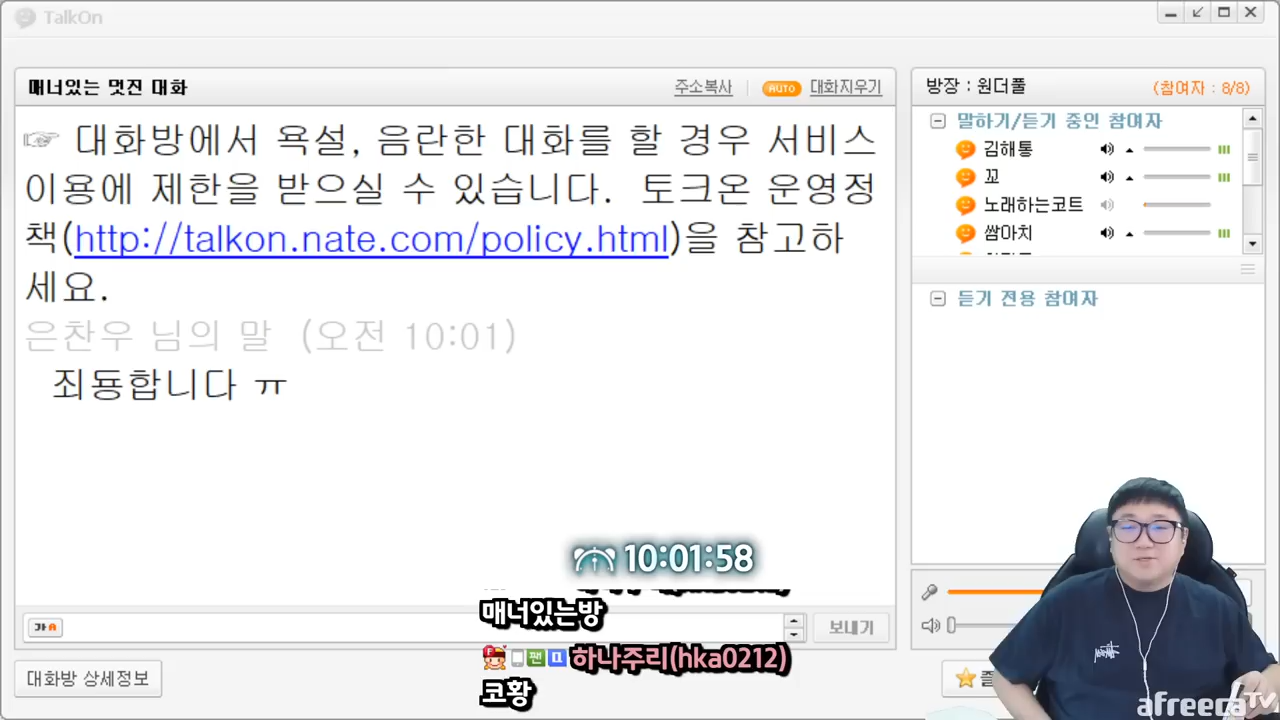 TalkOn
매너있는 멋진 대화
주소복사
AUTO
대화지우기
☞ 대화방에서 욕설, 음란한 대화를 할 경우 서비스
이용에 제한을 받으실 수 있습니다. 토크온 운영정
책(http://talkon.nate.com/policy.html)을 참고하
세요.
은찬우 님의 말 (오전 10:01)
죄둉합니다 ㅠ
방장 : 원더풀
(참여자 : 8/8)
말하기/듣기 중인 참여자
김해통
꼬
노래하는코트
쌈마치
듣기 전용 참여자
10:01:58
매너있는방
F 팬
하나주리(hka0212)
코황
가A
보내기
대화방 상세정보
즐
afreecaTV